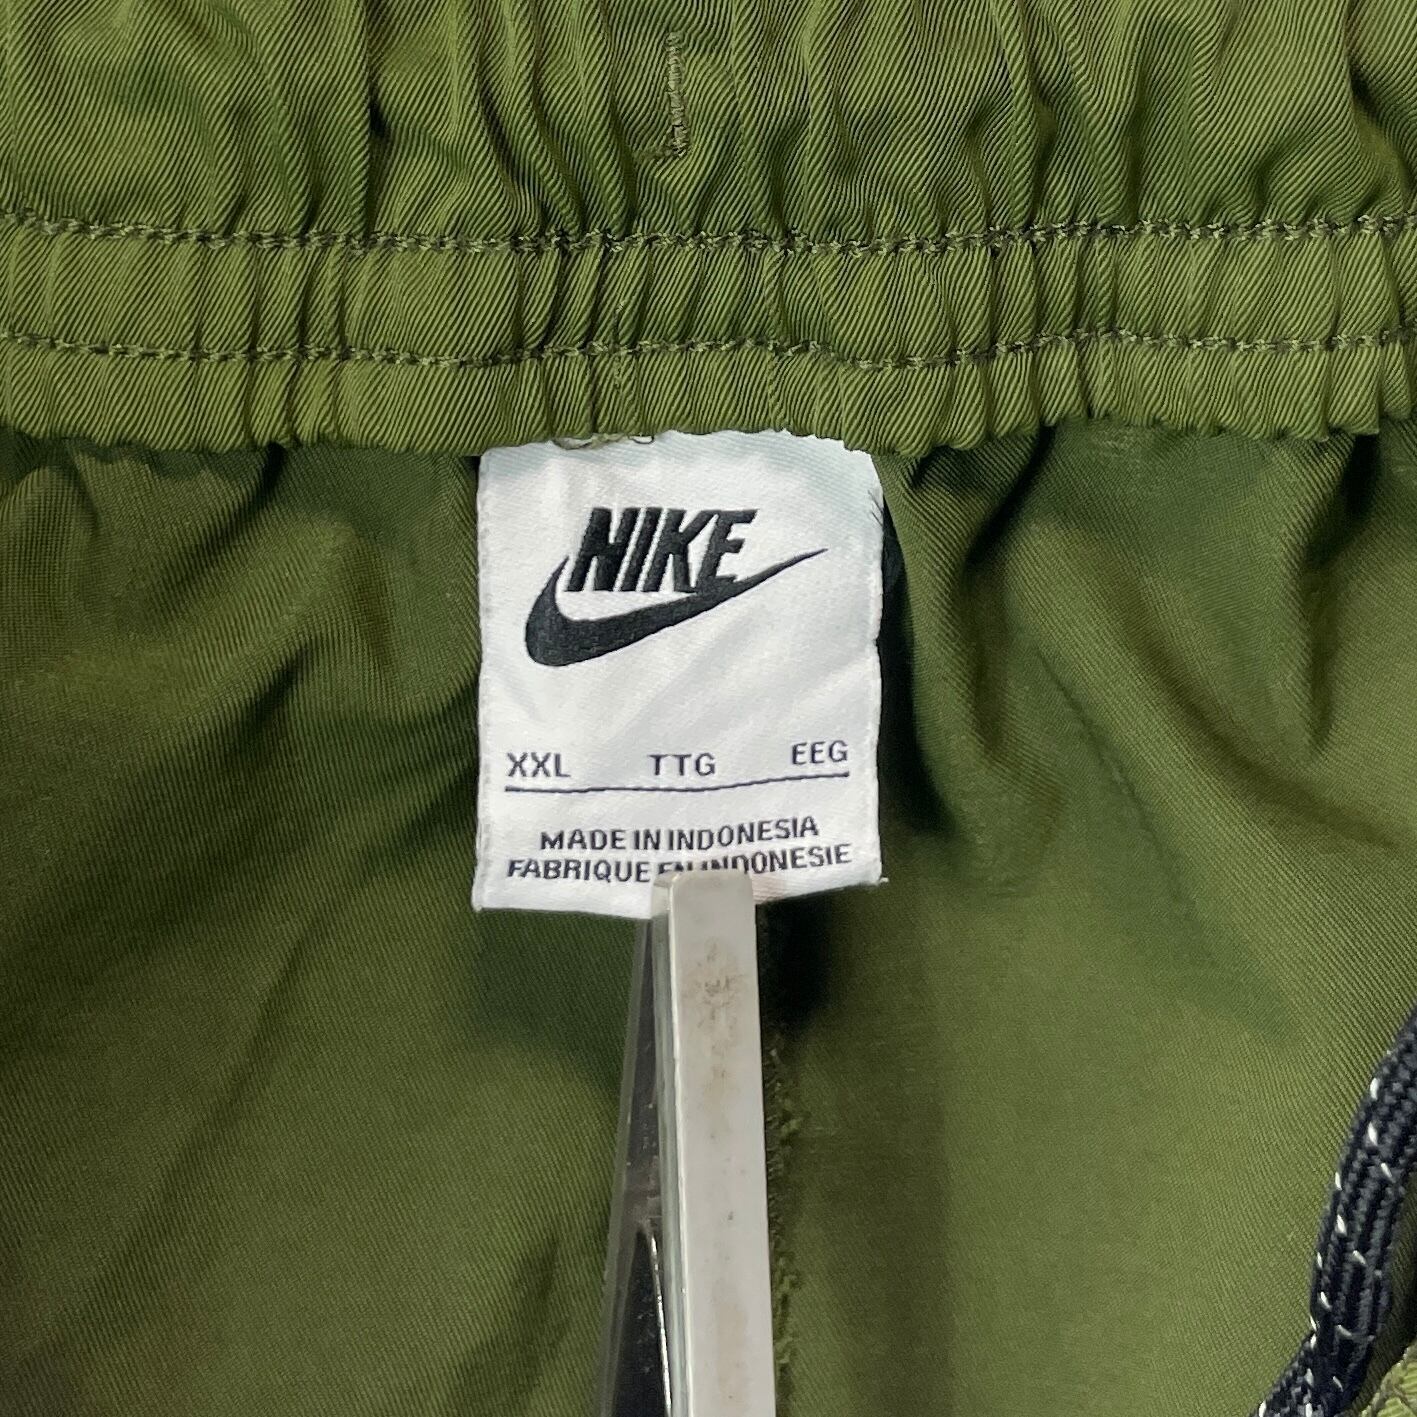 NIKE
XXL TTG EEG
MADE IN INDONESIA
FABRIQUE EN INDONESIE